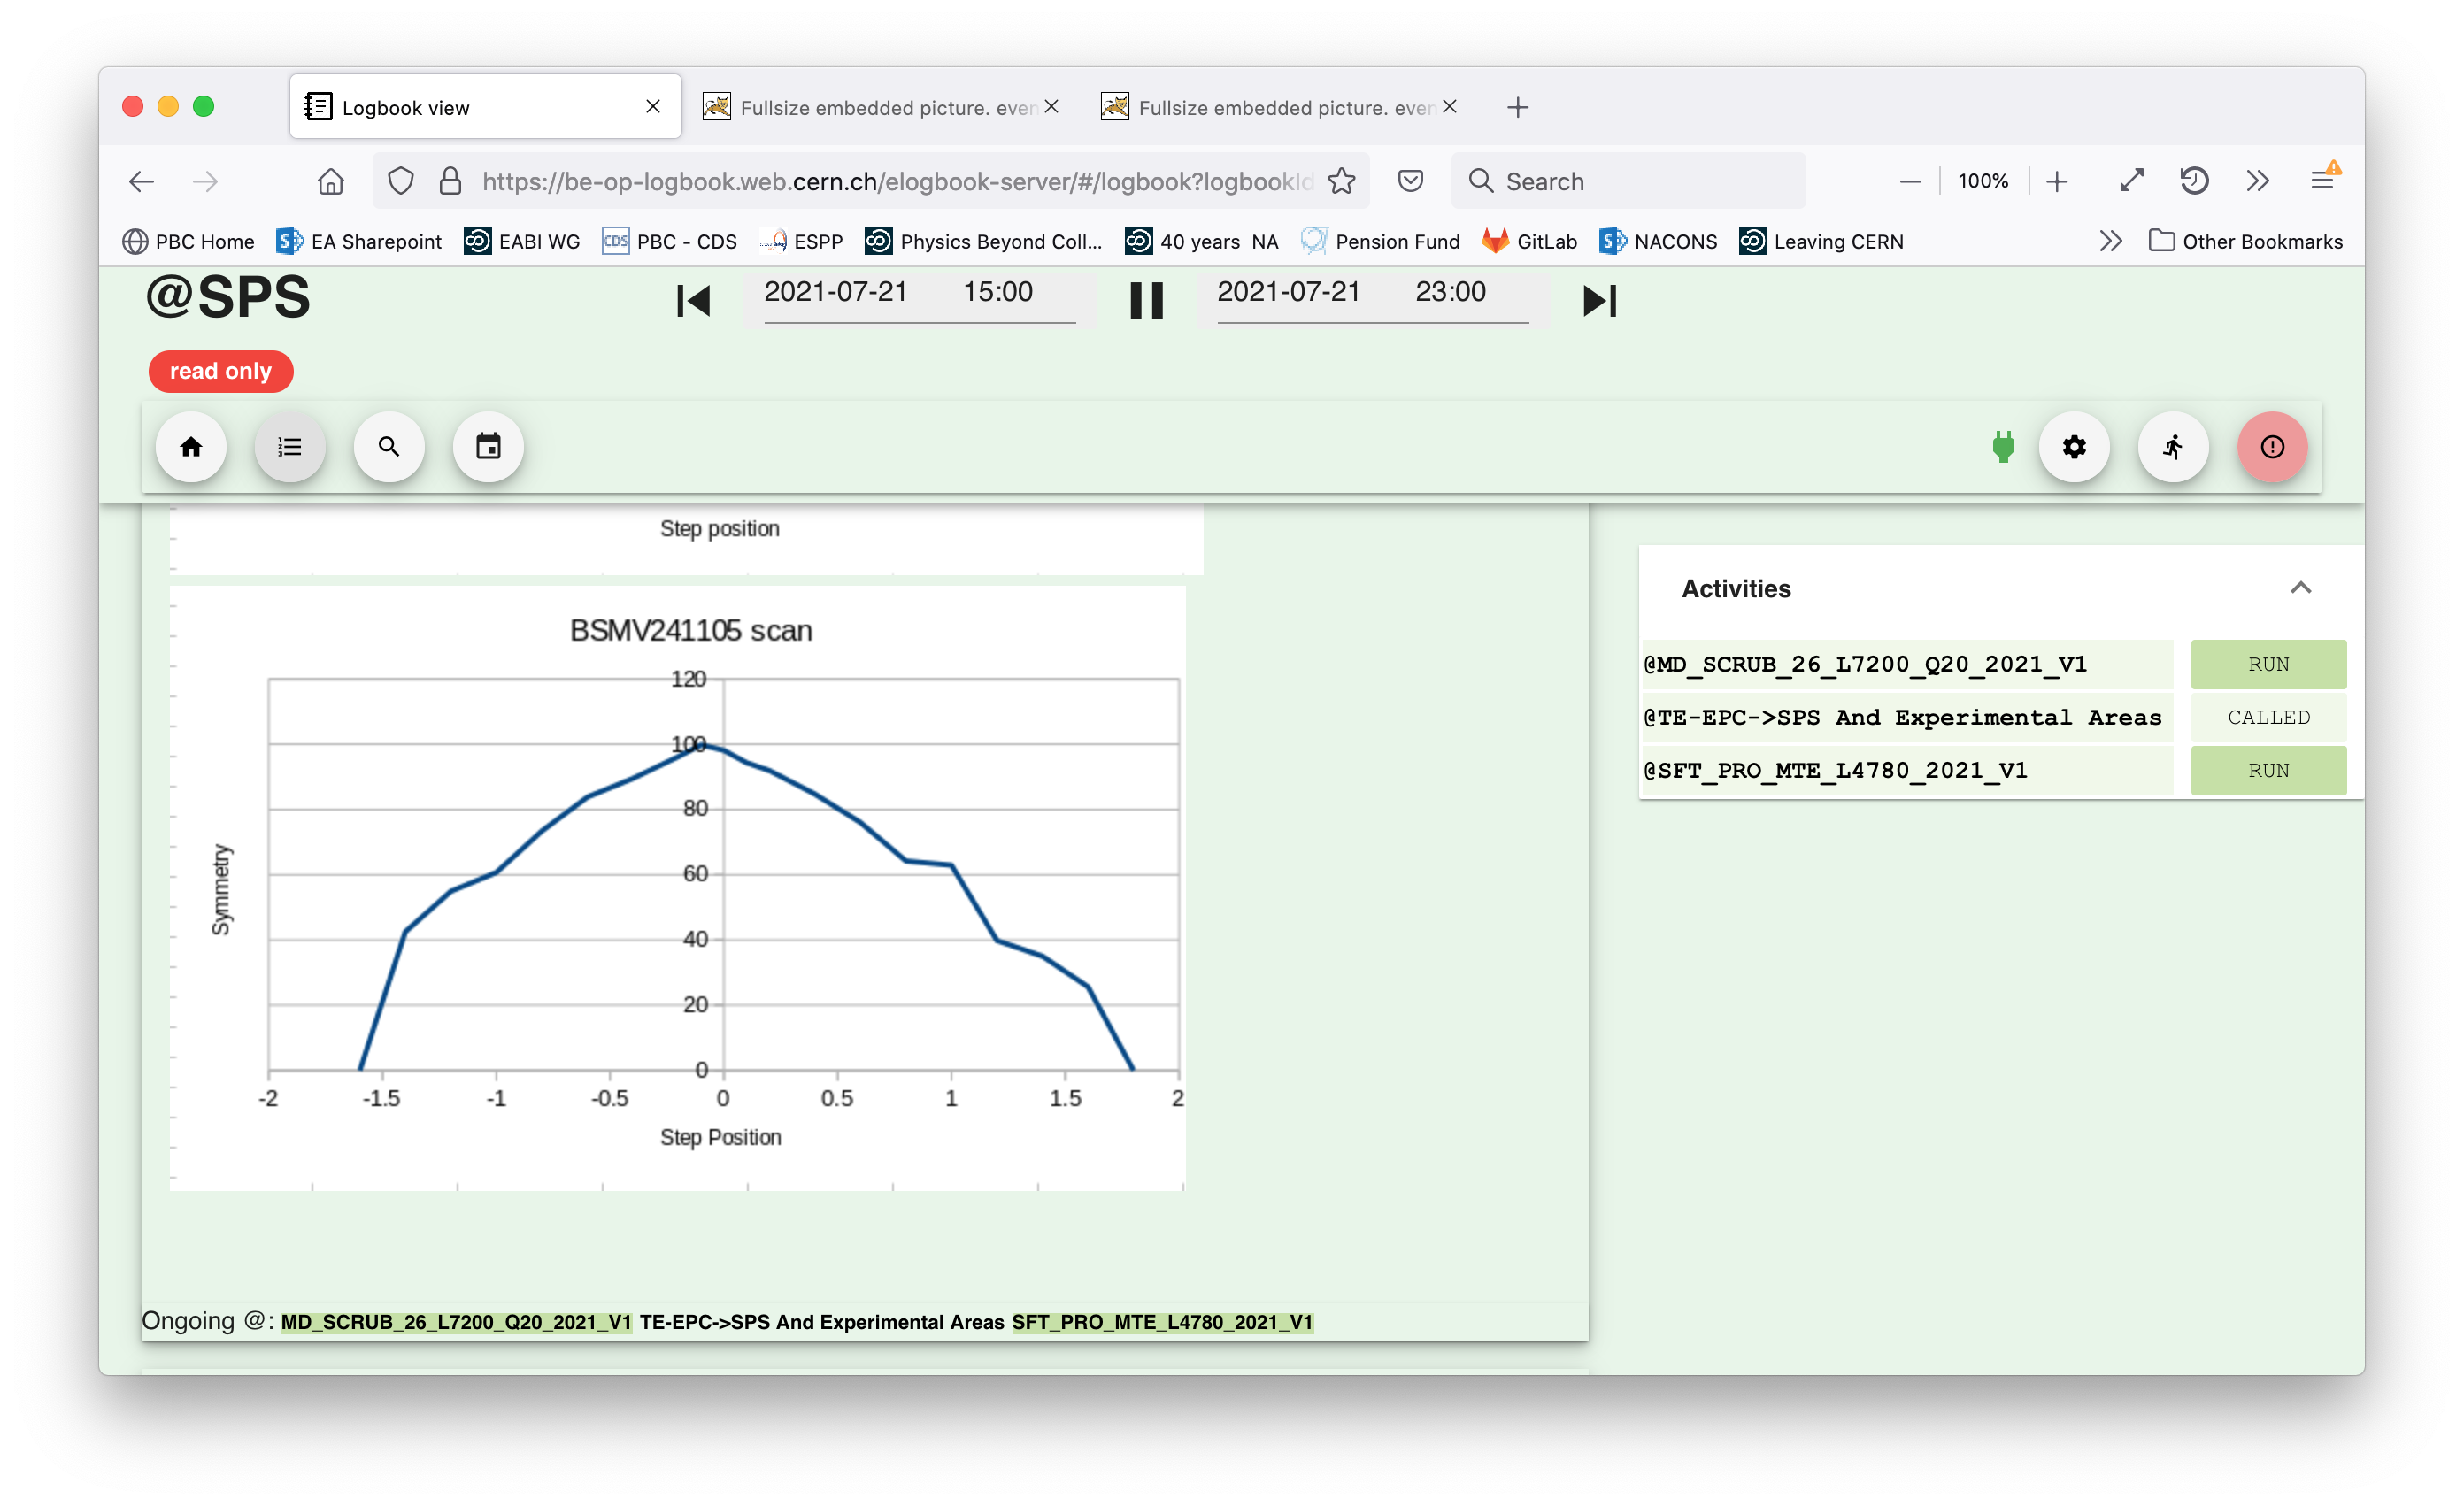 Logbook view
Fullsize embedded picture. even
Fullsize embedded picture. even
https://be-op-logbook.web.cern.ch/elogbook-server/#/logbook?logbookId
Search
100%
PBC Home
EA Sharepoint
EABI WG
CDS
PBC - CDS
ESPP
Physics Beyond Coll...
40 years NA
Pension Fund
GitLab
NACONS
Leaving CERN
Other Bookmarks
@SPS
2021-07-21 15:00
2021-07-21 23:00
read only
Step position
BSMV241105 scan
120
100
80
60
40
20
0
Symmetry
-2 -1.5 -1 -0.5 0 0.5 1 1.5 2
Step Position
Ongoing @: MD_SCRUB_26_L7200_Q20_2021_V1 TE-EPC->SPS And Experimental Areas SFT_PRO_MTE_L4780_2021_V1
Activities
@MD_SCRUB_26_L7200_Q20_2021_V1 RUN
@TE-EPC->SPS And Experimental Areas CALLED
@SFT_PRO_MTE_L4780_2021_V1 RUN